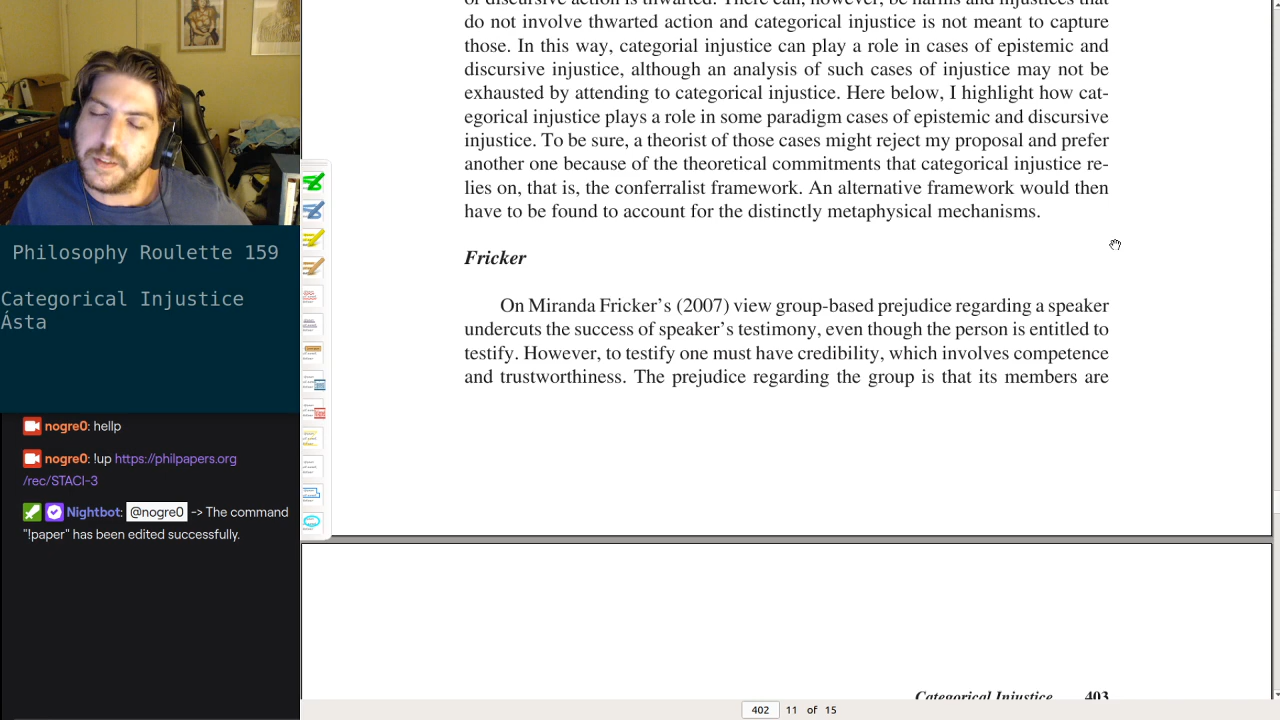 or discursive action is thwarted. There can, however, be harms and injustices that
do not involve thwarted action and categorical injustice is not meant to capture
those. In this way, categorial injustice can play a role in cases of epistemic and
discursive injustice, although an analysis of such cases of injustice may not be
exhausted by attending to categorical injustice. Here below, I highlight how cat-
egorical injustice plays a role in some paradigm cases of epistemic and discursive
injustice. To be sure, a theorist of those cases might reject my proposal and prefer
another one because of the theoretical commitments that categorical injustice re-
lies on, that is, the conferralist framework. An alternative framework would then
have to be found to account for the distinctly metaphysical mechanisms.
Fricker
On Miranda Fricker's (2007) view, group-based prejudice regarding the speaker
undercuts the success of speaker's testimony, even though the person is entitled to
testify. However, to testify one must have credibility, which involves competence
and trustworthiness. The prejudice regarding the group is that its members do
Categorical Injustice 403
Philosophy Roulette 159
Categorical Injustice
Ásta
nogre0: hellp
nogre0: !up https://philpapers.org
/rec/STACI-3
Nightbot: @nogre0 -> The command
"!paper" has been edited successfully.
402 11 of 15